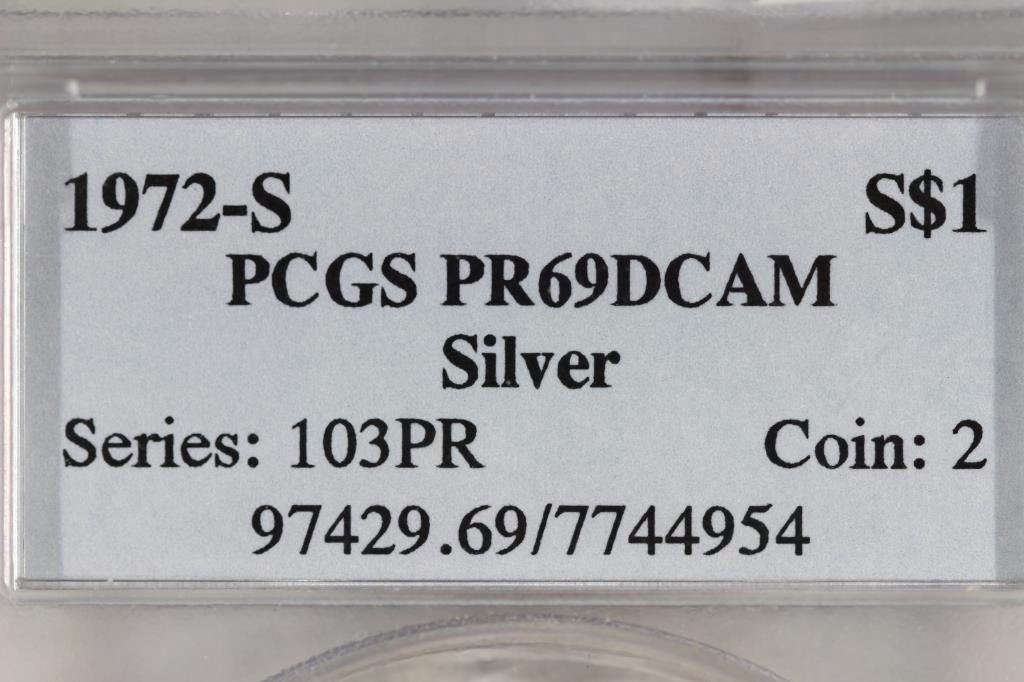 1972-S S$1
PCGS PR69DCAM
Silver
Series: 103PR Coin: 2
97429.69/7744954